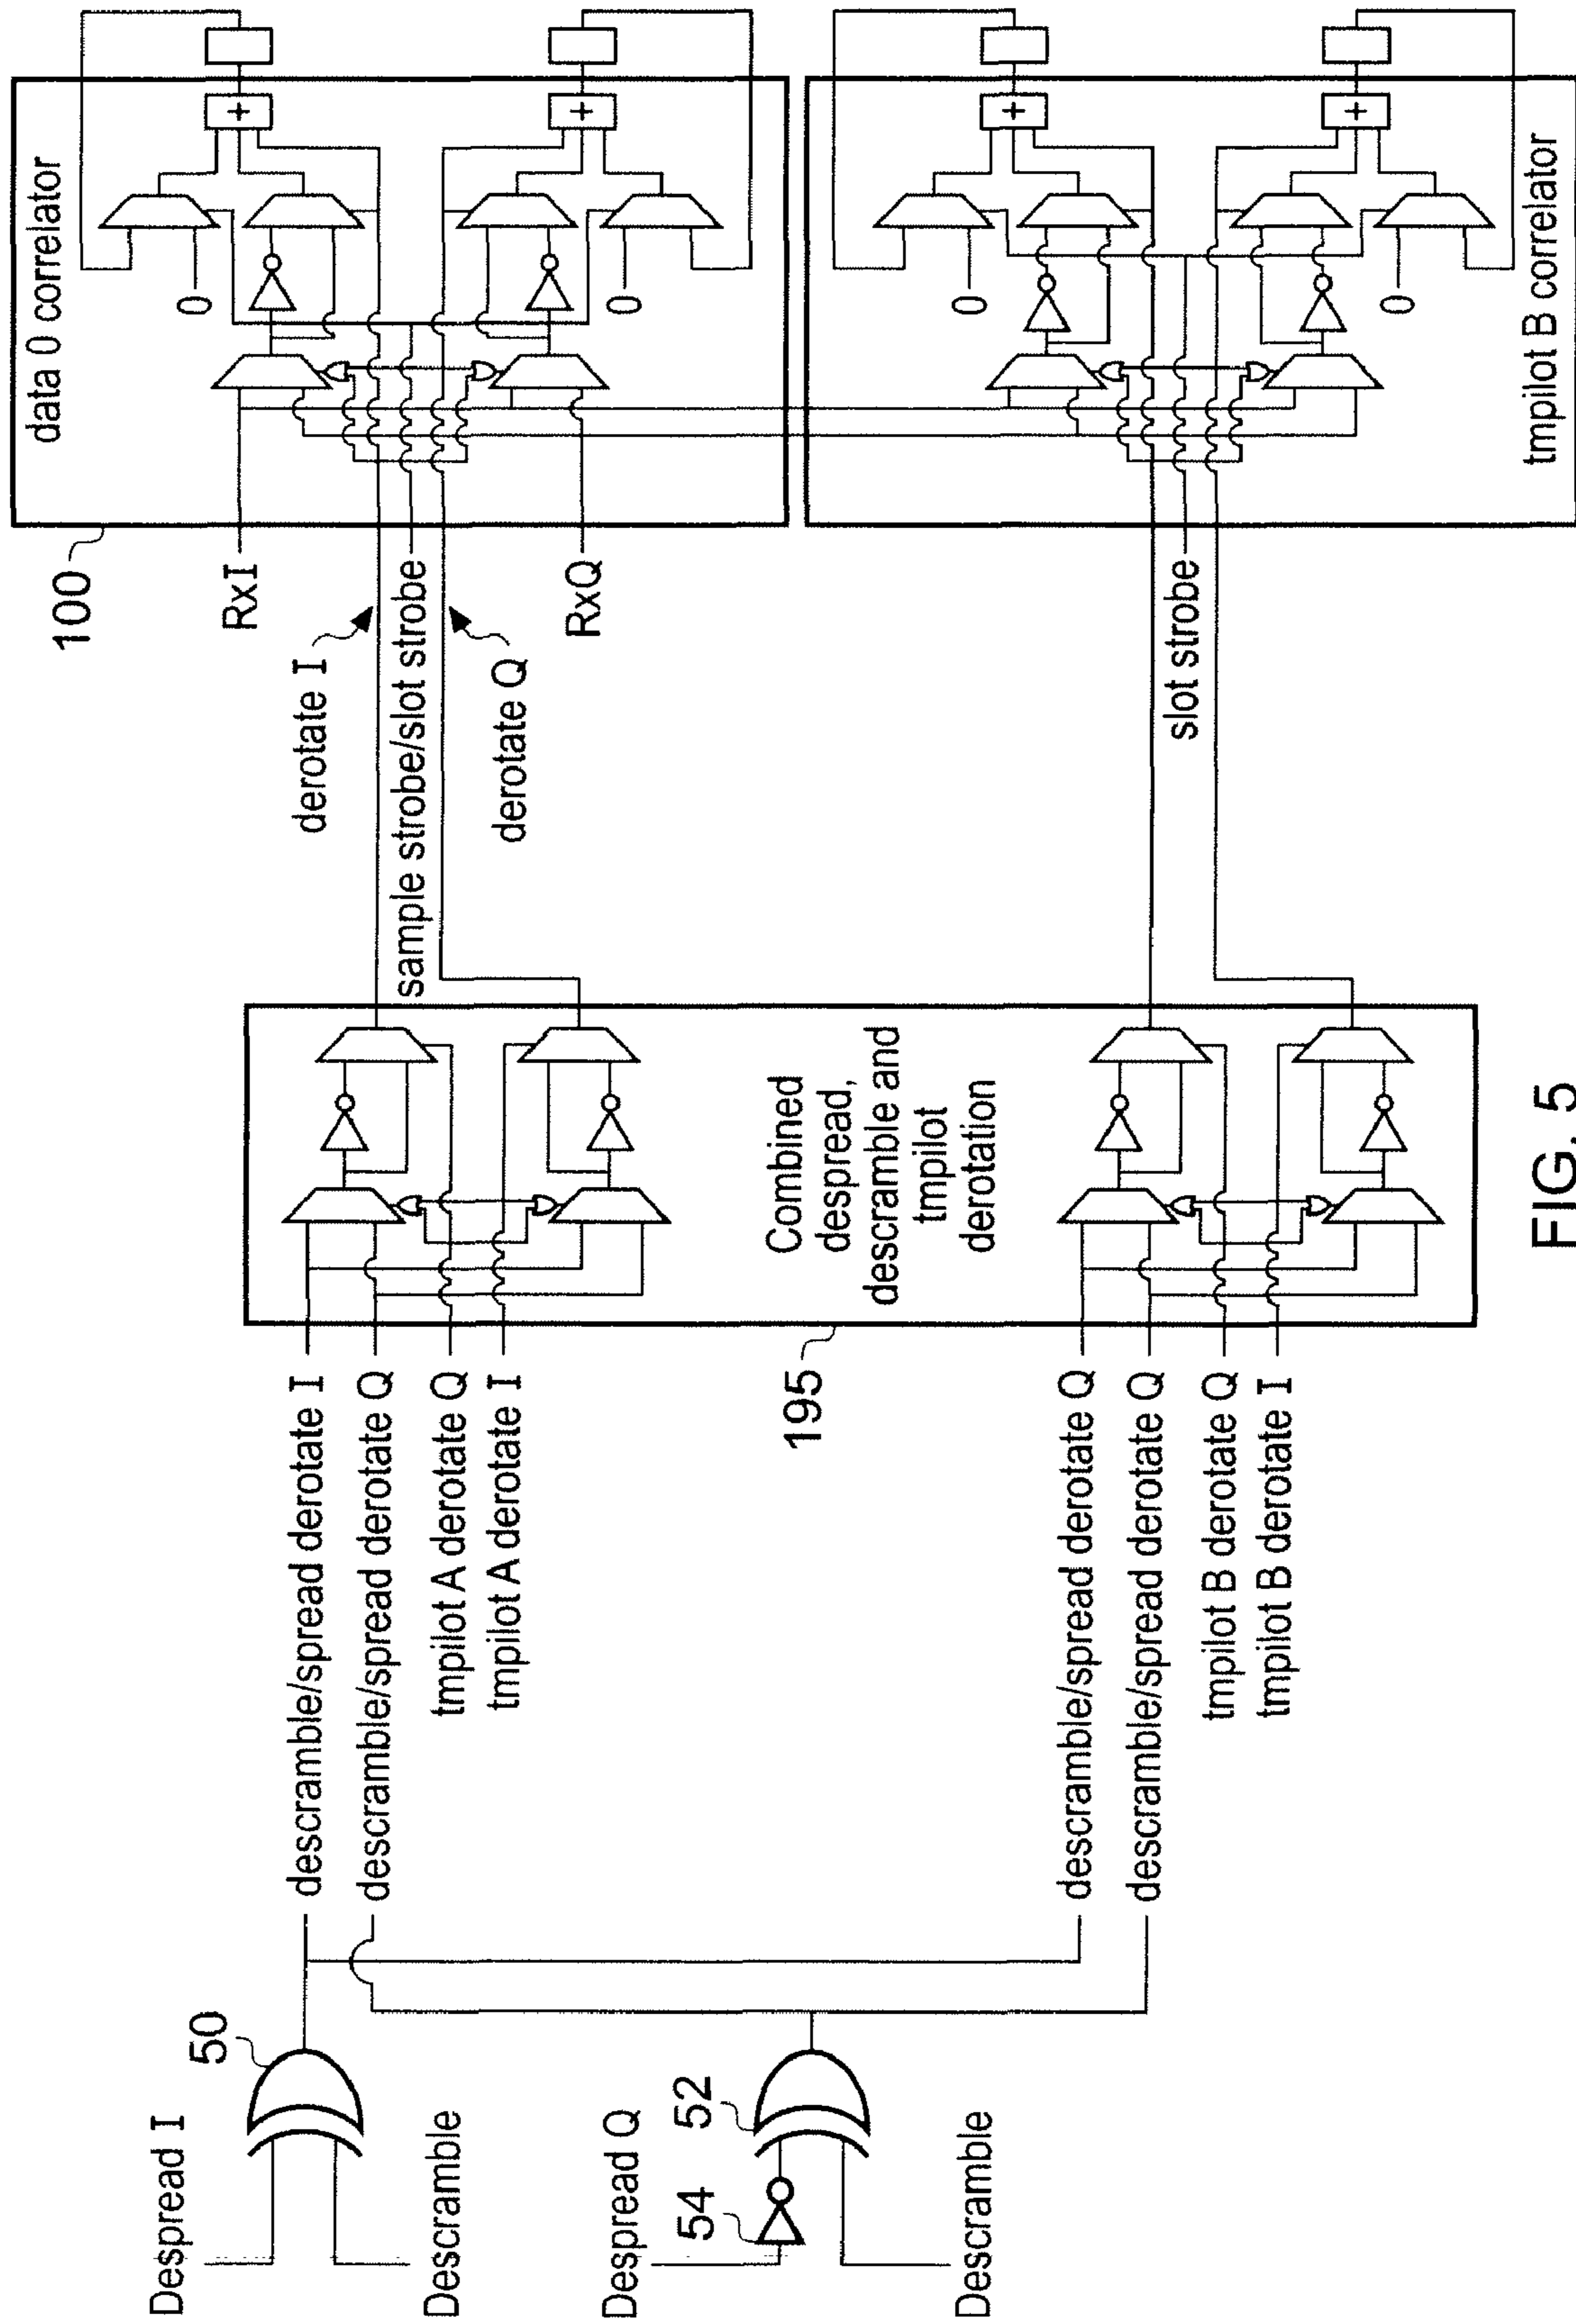 Despread I
50
Descramble
Despread Q
54
52
Descramble
descramble/spread derotate I
descramble/spread derotate Q
tmpilot A derotate Q
tmpilot A derotate I
descramble/spread derotate Q
descramble/spread derotate Q
tmpilot B derotate Q
tmpilot B derotate I
195
Combined
despread,
descramble and
tmpilot
derotation
derotate I
sample strobe/slot strobe
derotate Q
slot strobe
100
RxI
RxQ
data 0 correlator
0
0
+
+
tmpilot B correlator
0
0
+
+
FIG. 5